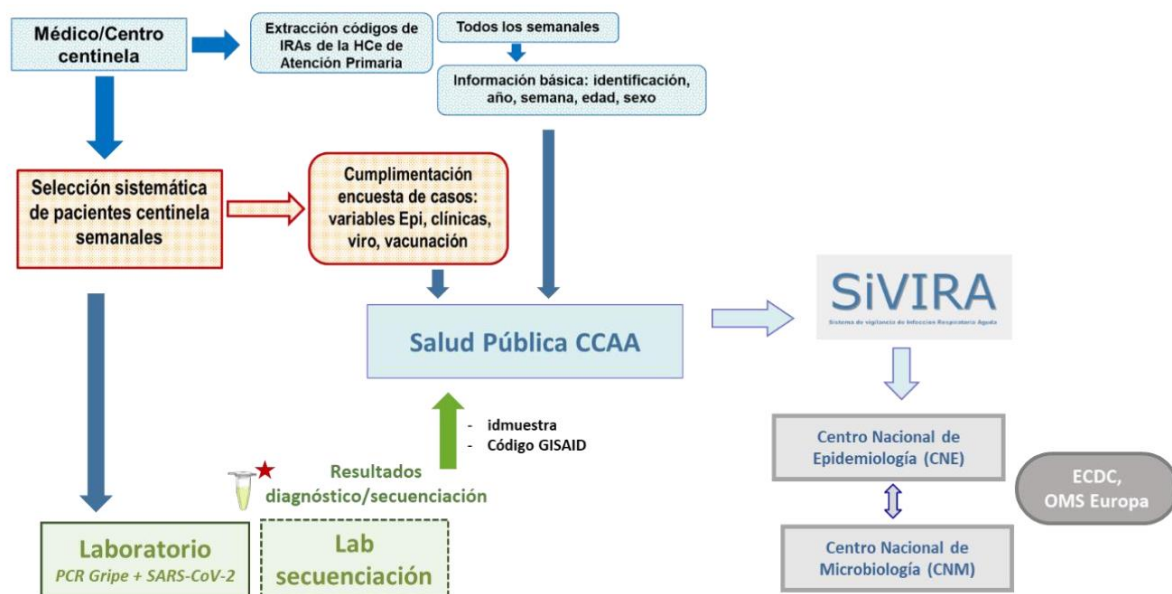 Médico/Centro
centinela
Extracción códigos de
IRAs de la HCe de
Atención Primaria
Todos los semanales
Información básica: identificación,
año, semana, edad, sexo
Selección sistemática
de pacientes centinela
semanales
Cumplimentación
encuesta de casos:
variables Epi, clínicas,
viro, vacunación
SiVIRA
Sistema de vigilancia de Infeccion Respiratoria Aguda
Salud Pública CCAA
- idmuestra
- Código GISAID
Resultados
diagnóstico/secuenciación
Centro Nacional de
Epidemiología (CNE)
ECDC,
OMS Europa
Laboratorio
PCR Gripe + SARS-CoV-2
Lab
secuenciación
Centro Nacional de
Microbiología (CNM)